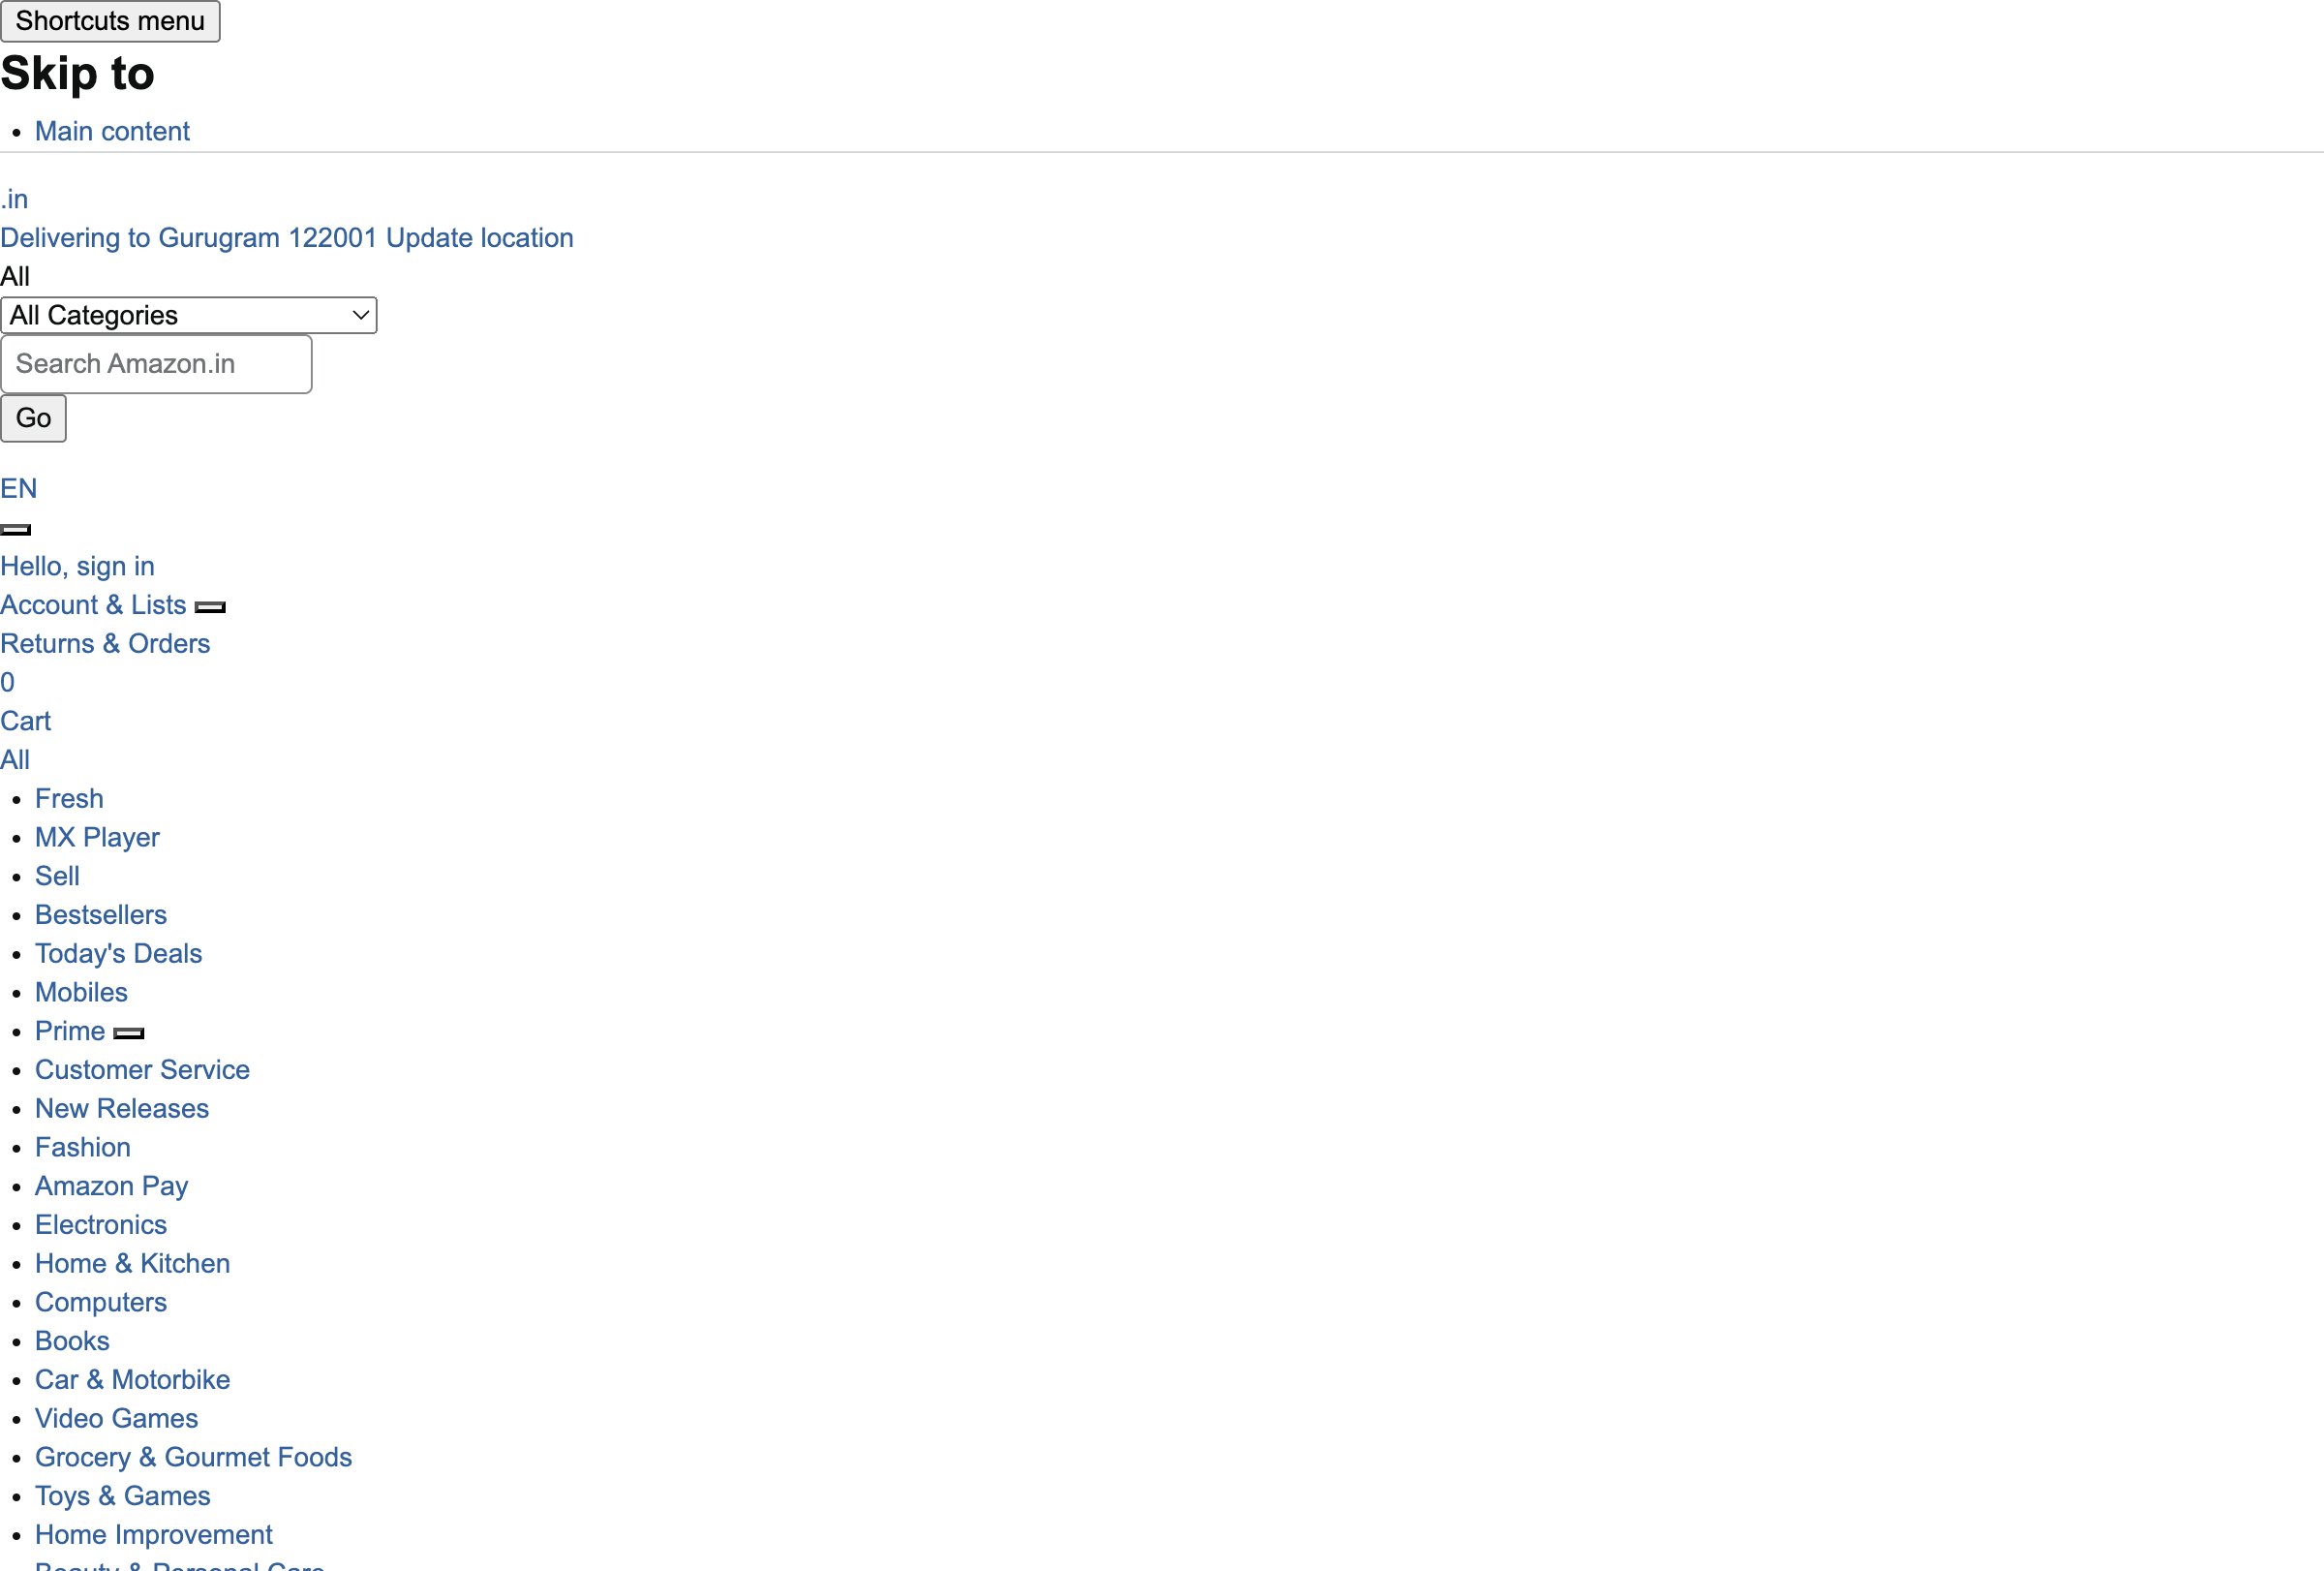 Shortcuts menu
Skip to
Main content
.in
Delivering to Gurugram 122001 Update location
All
All Categories
Search Amazon.in
Go
EN
Hello, sign in
Account & Lists
Returns & Orders
0
Cart
All
Fresh
MX Player
Sell
Bestsellers
Today's Deals
Mobiles
Prime
Customer Service
New Releases
Fashion
Amazon Pay
Electronics
Home & Kitchen
Computers
Books
Car & Motorbike
Video Games
Grocery & Gourmet Foods
Toys & Games
Home Improvement
Beauty & Personal Care